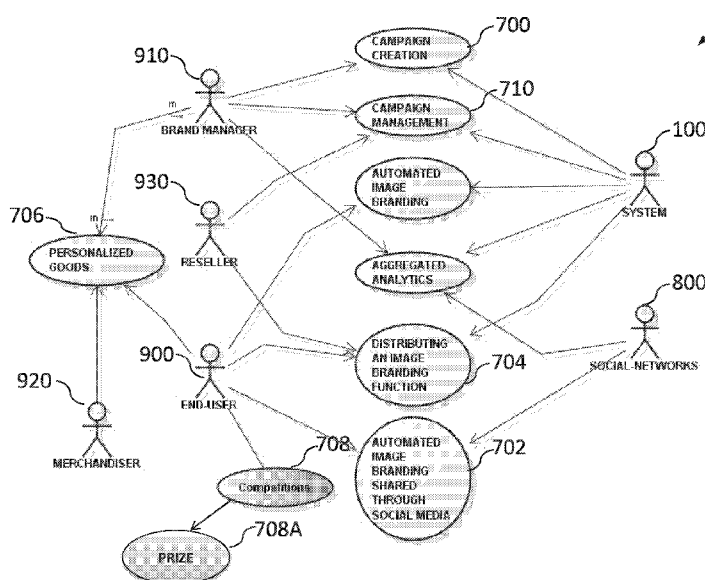 CAMPAIGN
CREATION
700
910
BRAND MANAGER
CAMPAIGN
MANAGEMENT
710
100
SYSTEM
930
RESELLER
AUTOMATED
IMAGE
BRANDING
706
PERSONALIZED
GOODS
AGGREGATED
ANALYTICS
800
SOCIAL-NETWORKS
900
END-USER
DISTRIBUTING
AN IMAGE
BRANDING
FUNCTION
704
920
MERCHANDISER
AUTOMATED
IMAGE
BRANDING
SHARED
THROUGH
SOCIAL MEDIA
702
708
Competitions
708A
PRIZE